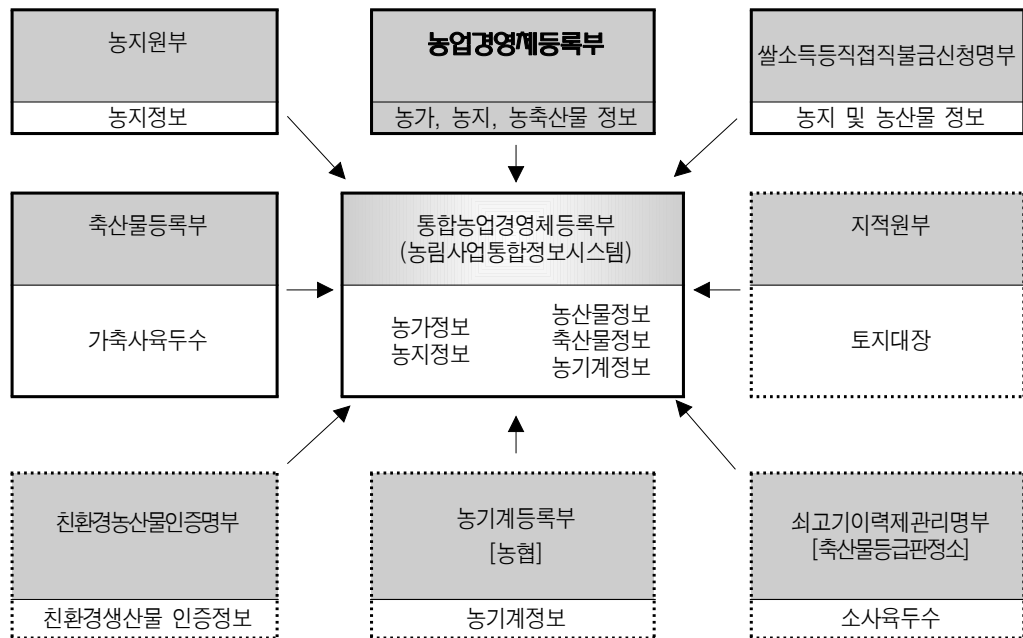 농지원부
농지정보
농업경영체등록부
농가, 농지, 농축산물 정보
쌀소득등직접직불금신청명부
농지 및 농산물 정보
축산물등록부
가축사육두수
통합농업경영체등록부
(농림사업통합정보시스템)
농가정보
농지정보
농산물정보
축산물정보
농기계정보
지적원부
토지대장
친환경농산물인증명부
친환경생산물 인증정보
농기계등록부
[농협]
농기계정보
쇠고기이력제관리명부
[축산물등급판정소]
소사육두수